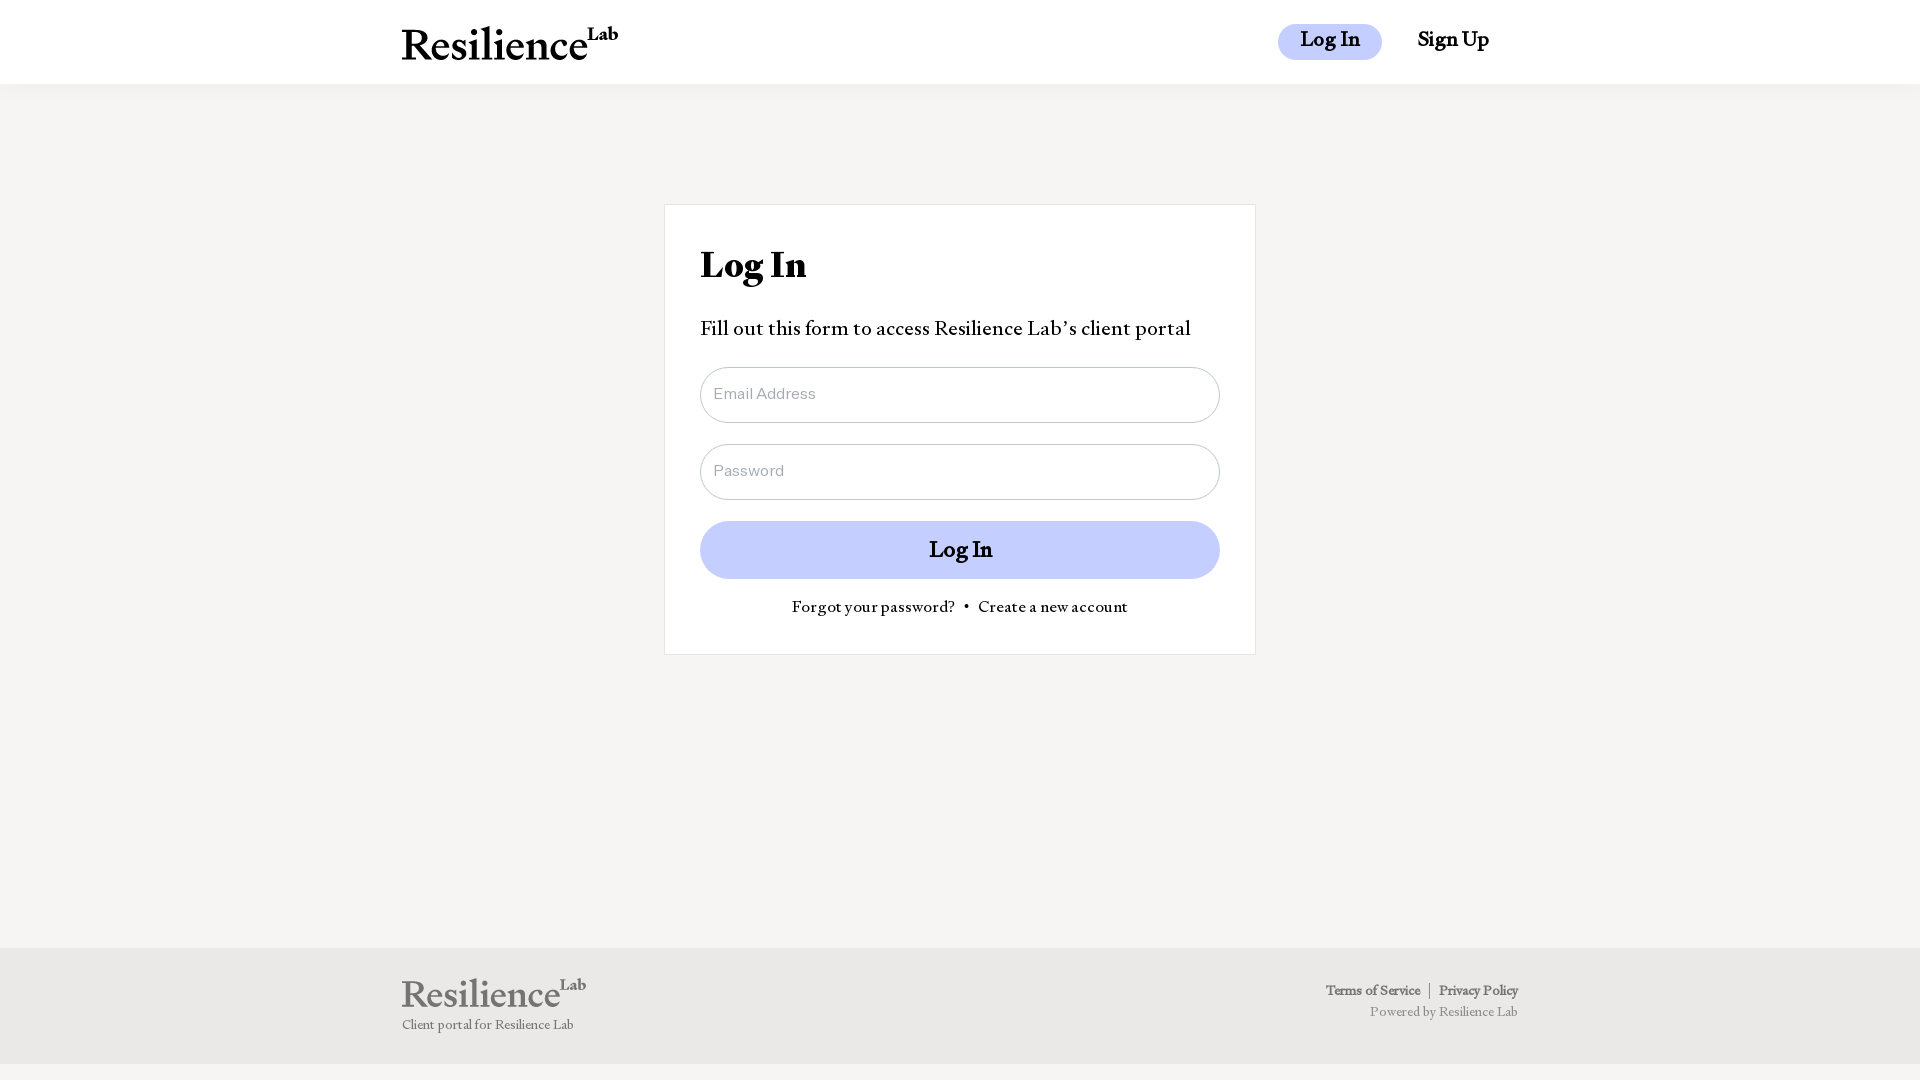 Resilience Lab
Log In
Sign Up
Log In
Fill out this form to access Resilience Lab's client portal
Email Address
Password
Log In
Forgot your password? • Create a new account
Resilience Lab
Client portal for Resilience Lab
Terms of Service | Privacy Policy
Powered by Resilience Lab